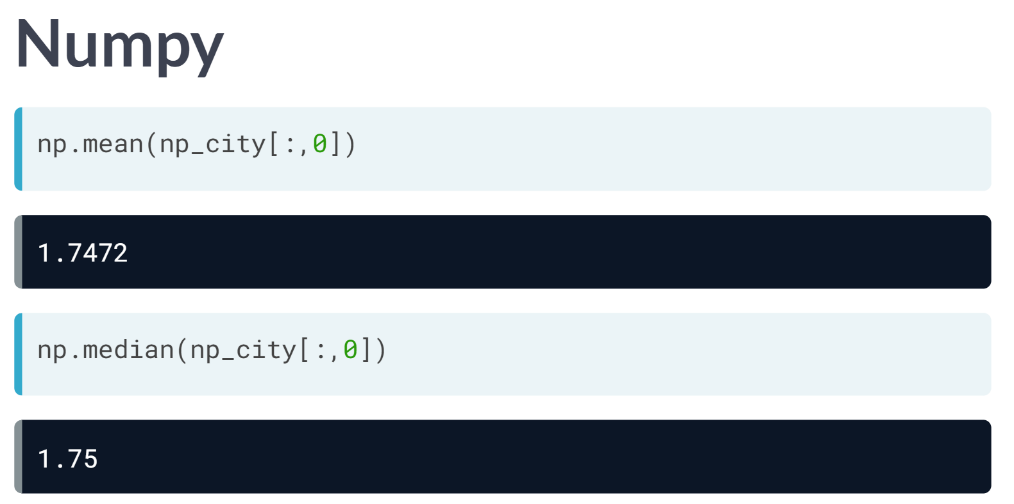 Numpy
np.mean(np_city[:,0])
1.7472
np.median(np_city[:,0])
1.75